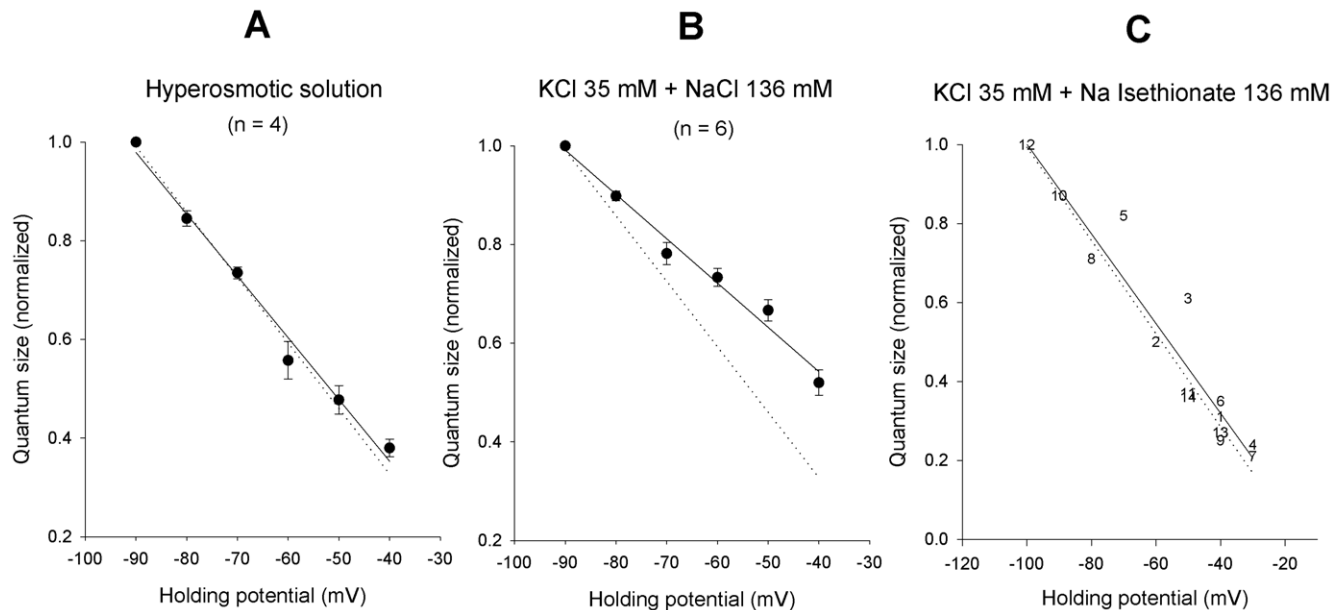 A
B
C
Hyperosmotic solution
(n = 4)
KCl 35 mM + NaCl 136 mM
(n = 6)
KCl 35 mM + Na Isethionate 136 mM
Quantum size (normalized)
1.0
0.8
0.6
0.4
0.2
-100 -90 -80 -70 -60 -50 -40 -30
Holding potential (mV)
Quantum size (normalized)
1.0
0.8
0.6
0.4
0.2
-100 -90 -80 -70 -60 -50 -40 -30
Holding potential (mV)
Quantum size (normalized)
1.0
0.8
0.6
0.4
0.2
0.0
12
10
5
8
3
2
11
14
6
1
13
9
4
7
-120 -100 -80 -60 -40 -20
Holding potential (mV)